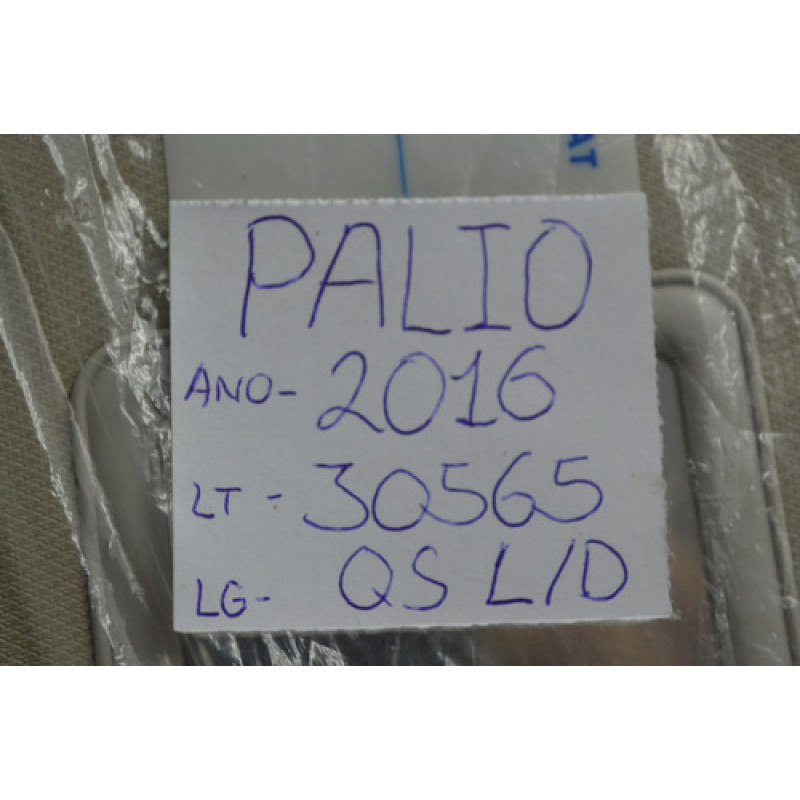 PALIO
ANO- 2016
LT - 30565
LG- QS L/D